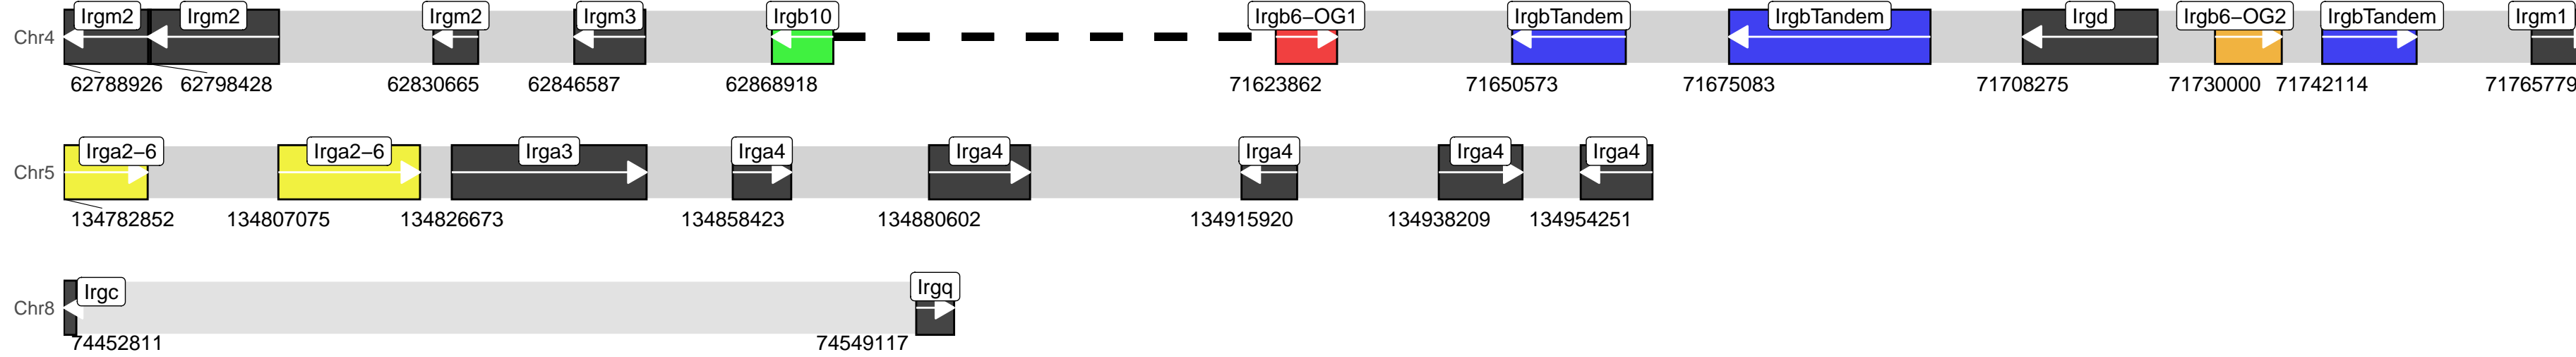 Irgm2 Irgm2 Irgm2 Irgm3 Irgb10 Irgb6−OG1 IrgbTandem IrgbTandem Irgd Irgb6−OG2 IrgbTandem Irgm1
Chr4
62788926 62798428 62830665 62846587 62868918 71623862 71650573 71675083 71708275 71730000 71742114 71765779
Irga2−6 Irga2−6 Irga3 Irga4 Irga4 Irga4 Irga4 Irga4
Chr5
134782852 134807075 134826673 134858423 134880602 134915920 134938209 134954251
Irgc Irgq
Chr8
74452811 74549117